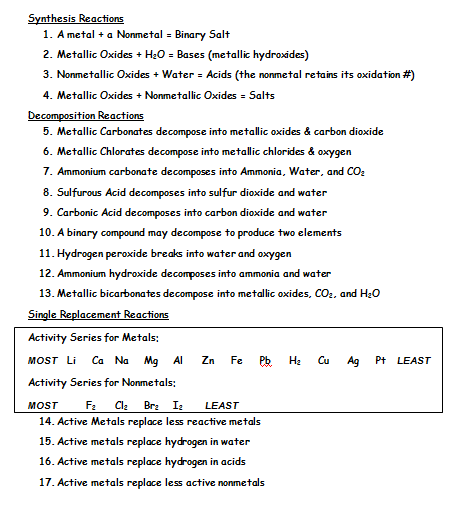 Synthesis Reactions
1. A metal + a Nonmetal = Binary Salt
2. Metallic Oxides + H₂O = Bases (metallic hydroxides)
3. Nonmetallic Oxides + Water = Acids (the nonmetal retains its oxidation #)
4. Metallic Oxides + Nonmetallic Oxides = Salts
Decomposition Reactions
5. Metallic Carbonates decompose into metallic oxides & carbon dioxide
6. Metallic Chlorates decompose into metallic chlorides & oxygen
7. Ammonium carbonate decomposes into Ammonia, Water, and CO₂
8. Sulfurous Acid decomposes into sulfur dioxide and water
9. Carbonic Acid decomposes into carbon dioxide and water
10. A binary compound may decompose to produce two elements
11. Hydrogen peroxide breaks into water and oxygen
12. Ammonium hydroxide decomposes into ammonia and water
13. Metallic bicarbonates decompose into metallic oxides, CO₂, and H₂O
Single Replacement Reactions
Activity Series for Metals:
MOST Li Ca Na Mg Al Zn Fe Pb H₂ Cu Ag Pt LEAST
Activity Series for Nonmetals:
MOST F₂ Cl₂ Br₂ I₂ LEAST
14. Active Metals replace less reactive metals
15. Active metals replace hydrogen in water
16. Active metals replace hydrogen in acids
17. Active metals replace less active nonmetals